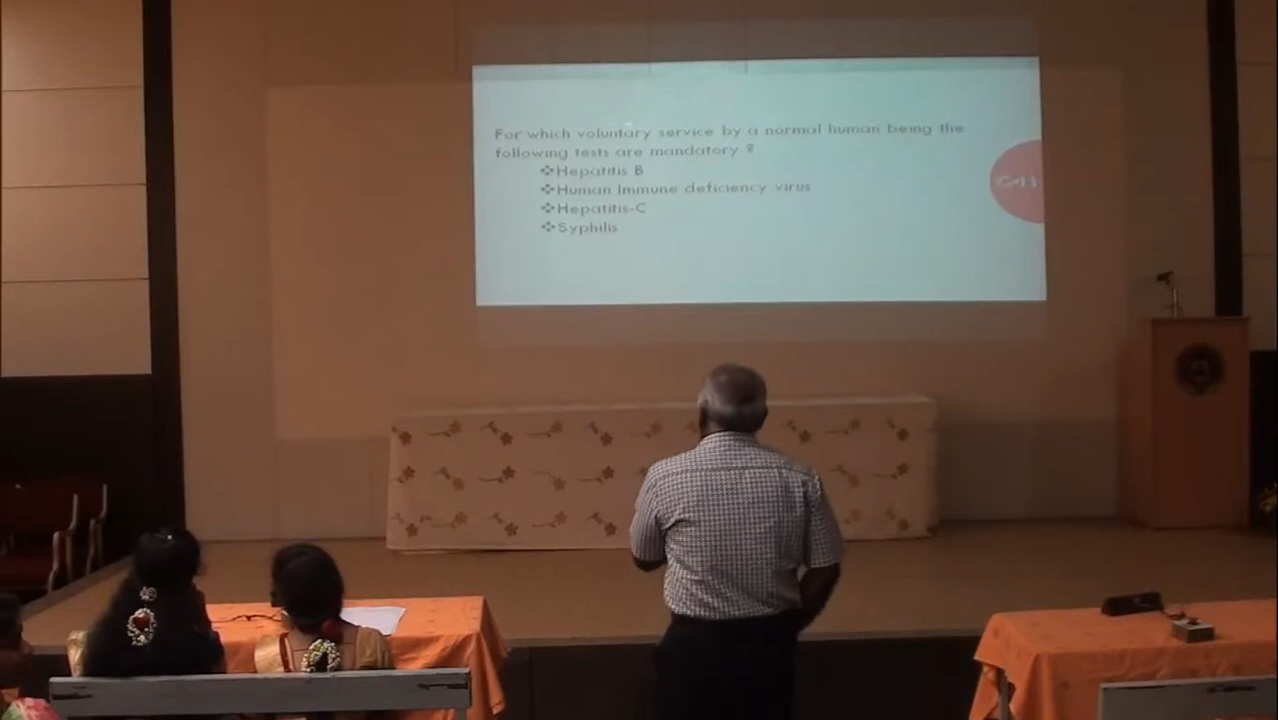 For which voluntary service by a normal human being the
following tests are mandatory ?
❖Hepatitis B
❖Human Immune deficiency virus
❖Hepatitis-C
❖Syphilis